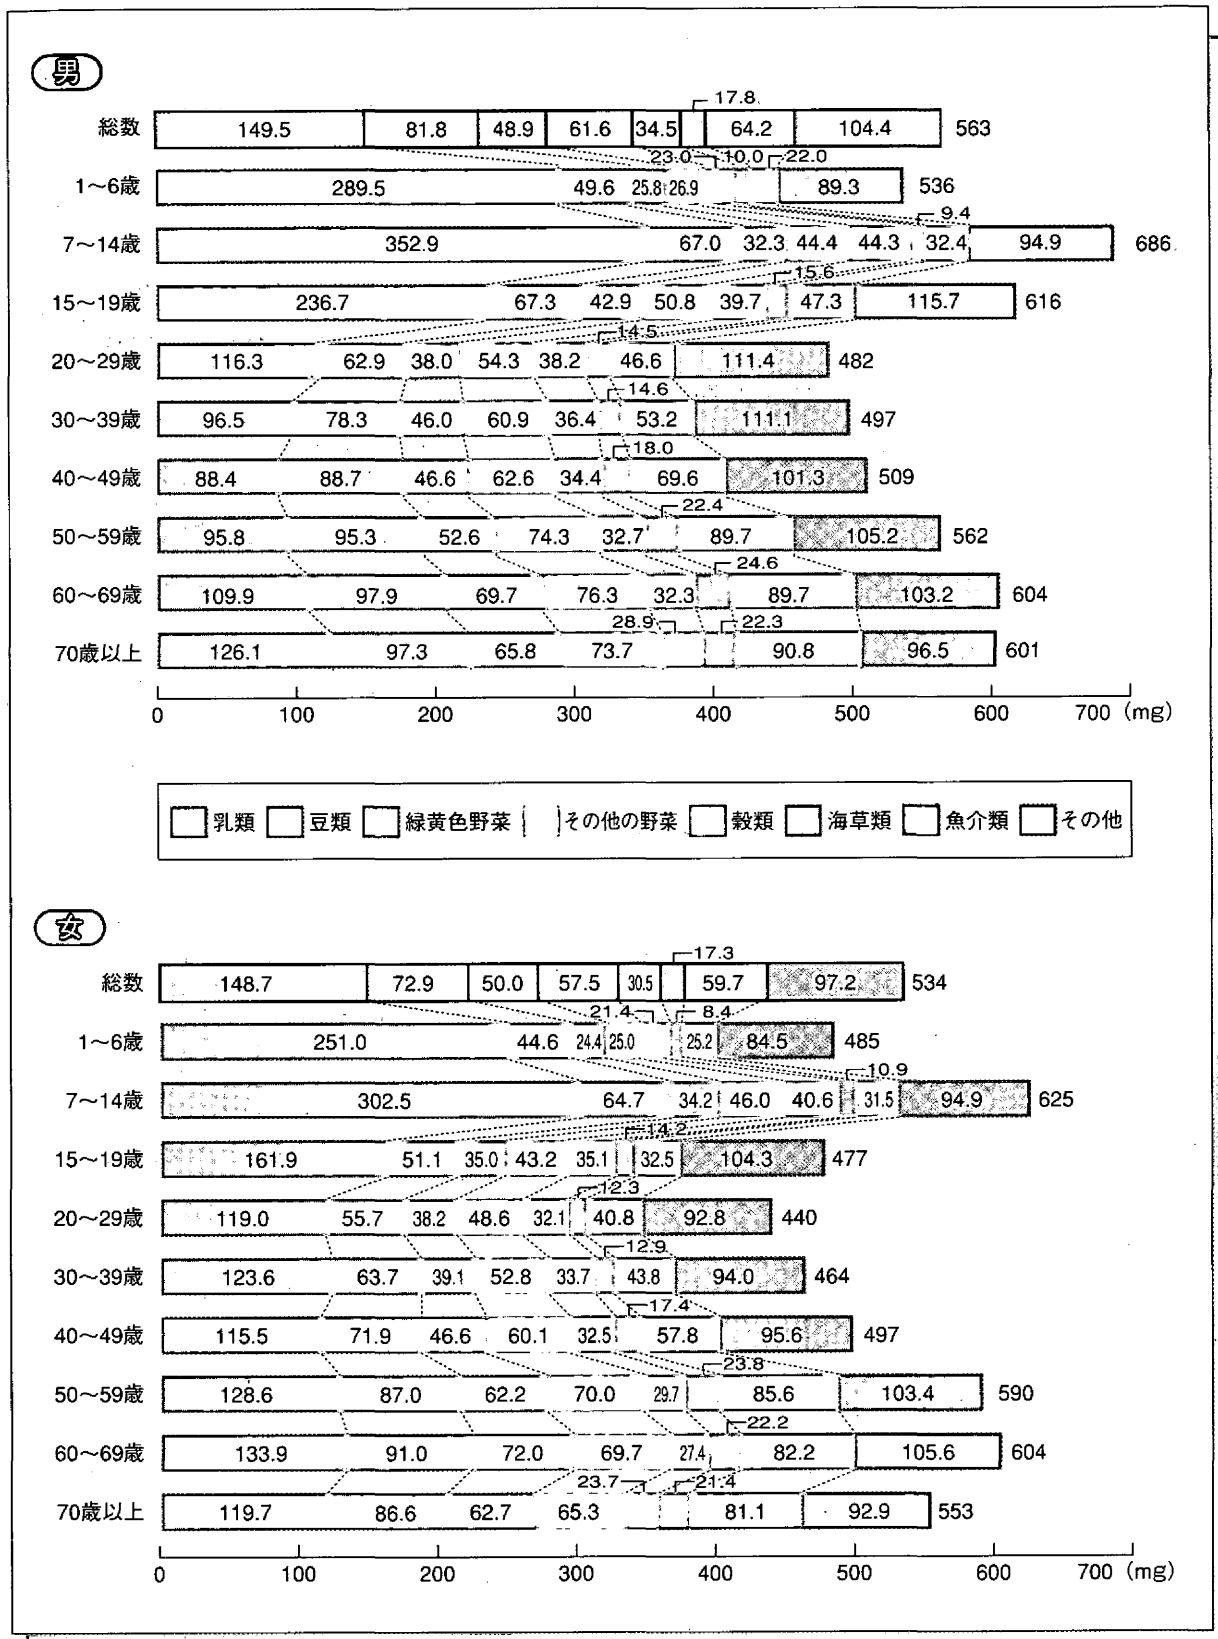 男
17.8
総数 149.5 81.8 48.9 61.6 34.5 64.2 104.4 563
23.0 10.0 22.0
1〜6歳 289.5 49.6 25.8 26.9 89.3 536
9.4
7〜14歳 352.9 67.0 32.3 44.4 44.3 32.4 94.9 686
15.6
15〜19歳 236.7 67.3 42.9 50.8 39.7 47.3 115.7 616
14.5
20〜29歳 116.3 62.9 38.0 54.3 38.2 46.6 111.4 482
14.6
30〜39歳 96.5 78.3 46.0 60.9 36.4 53.2 111.1 497
18.0
40〜49歳 88.4 88.7 46.6 62.6 34.4 69.6 101.3 509
22.4
50〜59歳 95.8 95.3 52.6 74.3 32.7 89.7 105.2 562
24.6
60〜69歳 109.9 97.9 69.7 76.3 32.3 89.7 103.2 604
28.9 22.3
70歳以上 126.1 97.3 65.8 73.7 90.8 96.5 601
0 100 200 300 400 500 600 700 (mg)
乳類 豆類 緑黄色野菜 その他の野菜 穀類 海草類 魚介類 その他
女
17.3
総数 148.7 72.9 50.0 57.5 30.5 59.7 97.2 534
21.4 8.4
1〜6歳 251.0 44.6 24.4 25.0 25.2 84.5 485
10.9
7〜14歳 302.5 64.7 34.2 46.0 40.6 31.5 94.9 625
14.2
15〜19歳 161.9 51.1 35.0 43.2 35.1 32.5 104.3 477
12.3
20〜29歳 119.0 55.7 38.2 48.6 32.1 40.8 92.8 440
12.9
30〜39歳 123.6 63.7 39.1 52.8 33.7 43.8 94.0 464
17.4
40〜49歳 115.5 71.9 46.6 60.1 32.5 57.8 95.6 497
23.8
50〜59歳 128.6 87.0 62.2 70.0 29.7 85.6 103.4 590
22.2
60〜69歳 133.9 91.0 72.0 69.7 27.4 82.2 105.6 604
23.7 21.4
70歳以上 119.7 86.6 62.7 65.3 81.1 92.9 553
0 100 200 300 400 500 600 700 (mg)